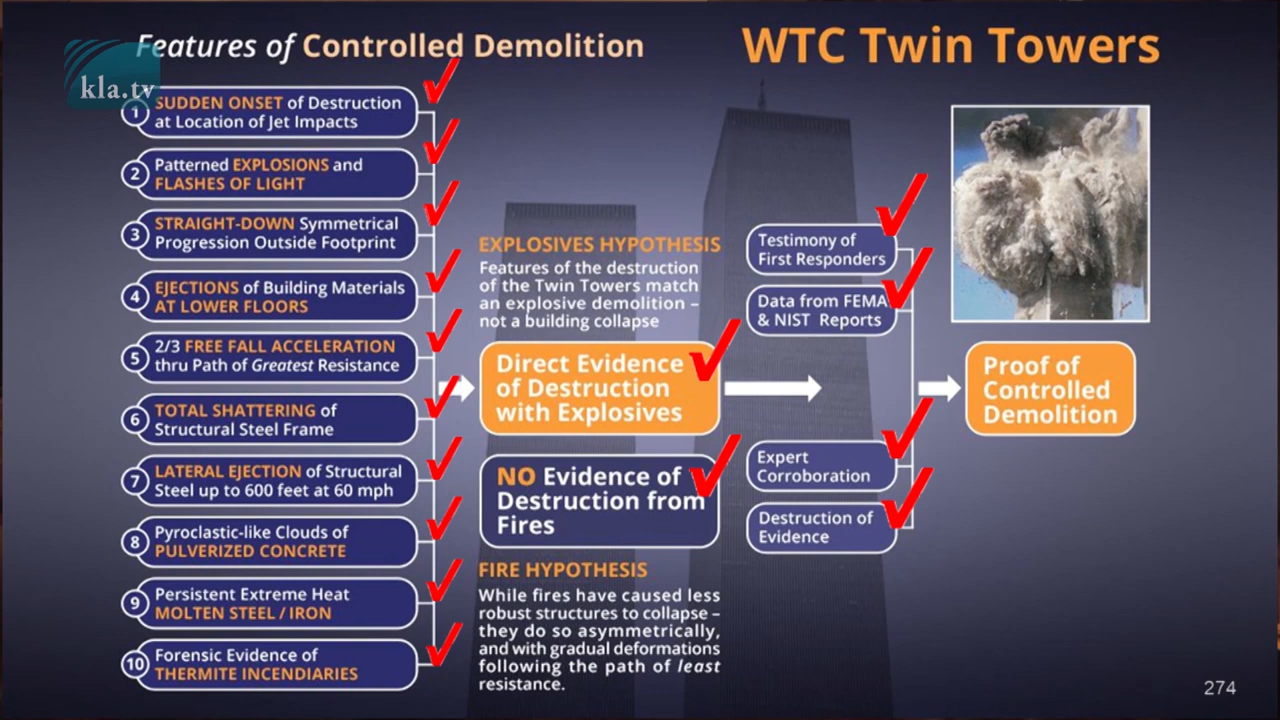 Features of Controlled Demolition
WTC Twin Towers
kla.tv
1
SUDDEN ONSET of Destruction
at Location of Jet Impacts
2
Patterned EXPLOSIONS and
FLASHES OF LIGHT
3
STRAIGHT-DOWN Symmetrical
Progression Outside Footprint
4
EJECTIONS of Building Materials
AT LOWER FLOORS
5
2/3 FREE FALL ACCELERATION
thru Path of Greatest Resistance
6
TOTAL SHATTERING of
Structural Steel Frame
7
LATERAL EJECTION of Structural
Steel up to 600 feet at 60 mph
8
Pyroclastic-like Clouds of
PULVERIZED CONCRETE
9
Persistent Extreme Heat
MOLTEN STEEL / IRON
10
Forensic Evidence of
THERMITE INCENDIARIES
EXPLOSIVES HYPOTHESIS
Features of the destruction
of the Twin Towers match
an explosive demolition –
not a building collapse
Direct Evidence
of Destruction
with Explosives
NO Evidence of
Destruction from
Fires
FIRE HYPOTHESIS
While fires have caused less
robust structures to collapse –
they do so asymmetrically,
and with gradual deformations
following the path of least
resistance.
Testimony of
First Responders
Data from FEMA
& NIST Reports
Expert
Corroboration
Destruction of
Evidence
Proof of
Controlled
Demolition
274